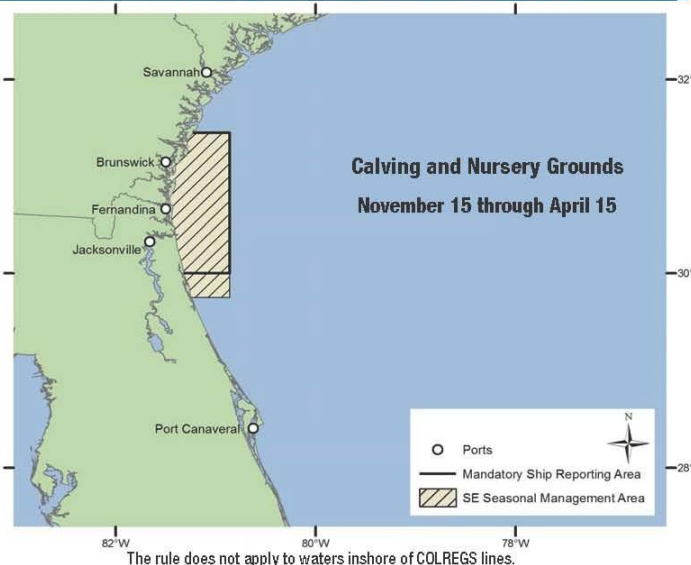 Savannah
32°
Brunswick
Calving and Nursery Grounds
November 15 through April 15
Fernandina
Jacksonville
30°
Port Canaveral
N
Ports
Mandatory Ship Reporting Area
SE Seasonal Management Area
28°
82°W
80°W
78°W
The rule does not apply to waters inshore of COLREGS lines.